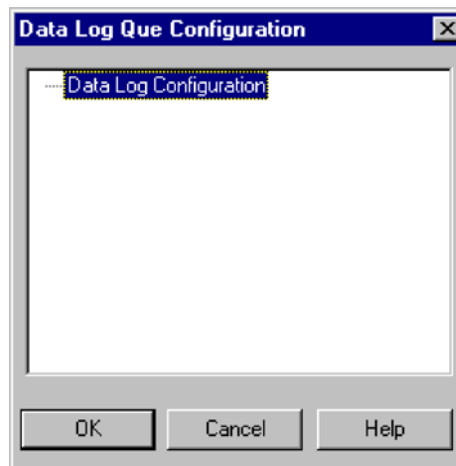 Data Log Que Configuration
Data Log Configuration
OK
Cancel
Help